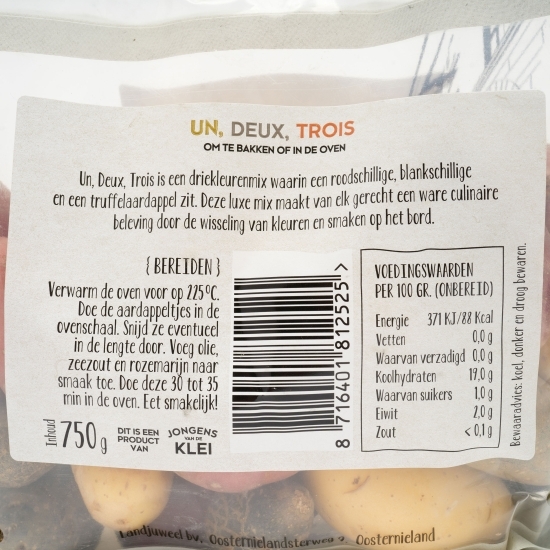 UN, DEUX, TROIS
OM TE BAKKEN OF IN DE OVEN
Un, Deux, Trois is een driekleurenmix waarin een roodschillige, blankschillige
en een truffelaardappel zit. Deze luxe mix maakt van elk gerecht een ware culinaire
beleving door de wisseling van kleuren en smaken op het bord.
{ BEREIDEN }
Verwarm de oven voor op 225°C.
Doe de aardappeltjes in de
ovenschaal. Snijd ze eventueel
in de lengte door. Voeg olie,
zeezout en rozemarijn naar
smaak toe. Doe deze 30 tot 35
min in de oven. Eet smakelijk!
Inhoud 750g
DIT IS EEN
PRODUCT
VAN
JONGENS
VAN DE
KLEI
8 716401 812525 >
VOEDINGSWAARDEN
PER 100 GR. (ONBEREID)
Energie 371 KJ/88 Kcal
Vetten 0,0 g
Waarvan verzadigd 0,0 g
Koolhydraten 19,0 g
Waarvan suikers 1,0 g
Eiwit 2,0 g
Zout < 0,1 g
Bewaaradvies: koel, donker en droog bewaren.
Landjuweel bv, Oosternielandsterweg Oosternieland